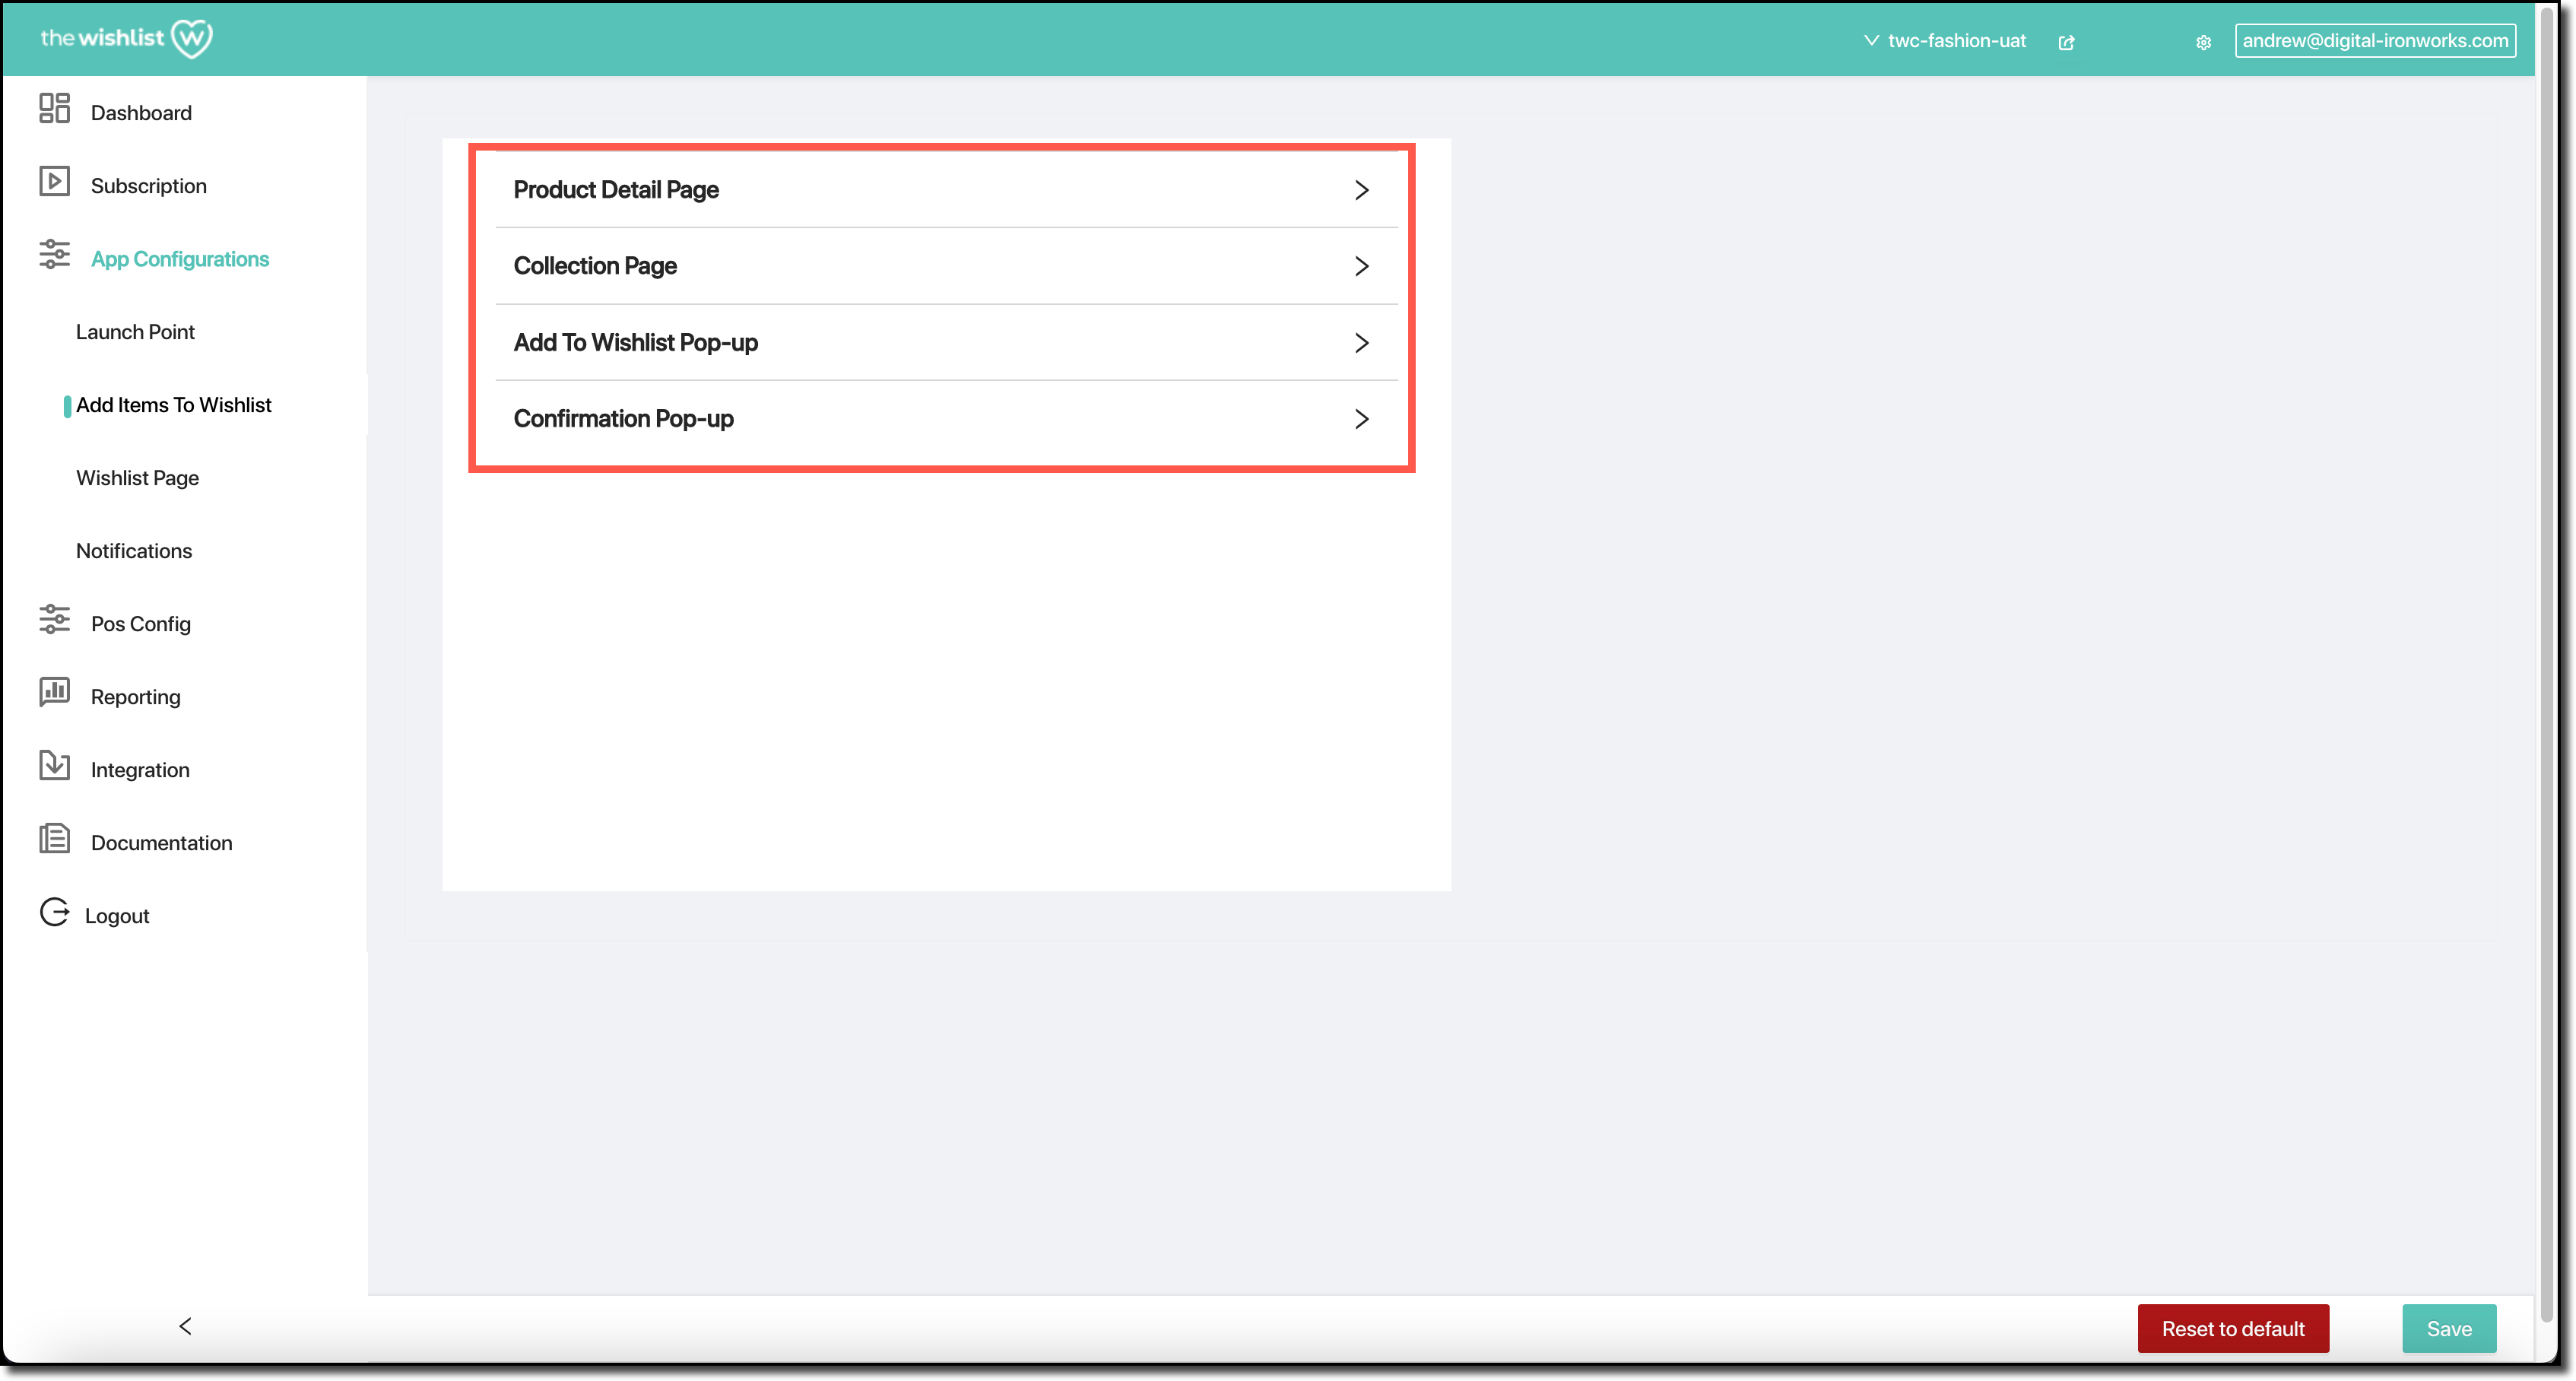 the wishlist W
twc-fashion-uat
andrew@digital-ironworks.com
Dashboard
Subscription
App Configurations
Launch Point
Add Items To Wishlist
Wishlist Page
Notifications
Pos Config
Reporting
Integration
Documentation
Logout
Product Detail Page
Collection Page
Add To Wishlist Pop-up
Confirmation Pop-up
Reset to default
Save